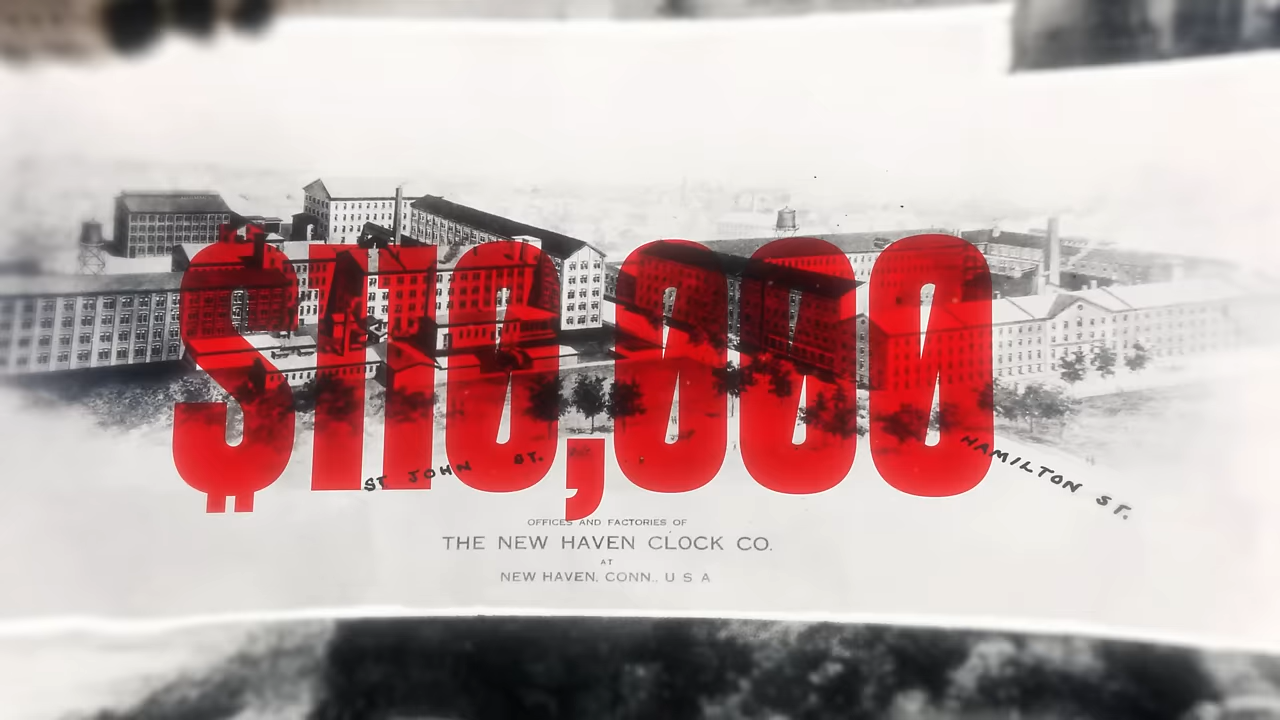 $110,000
ST JOHN ST.
HAMILTON ST.
OFFICES AND FACTORIES OF
THE NEW HAVEN CLOCK CO.
AT
NEW HAVEN, CONN., U S A